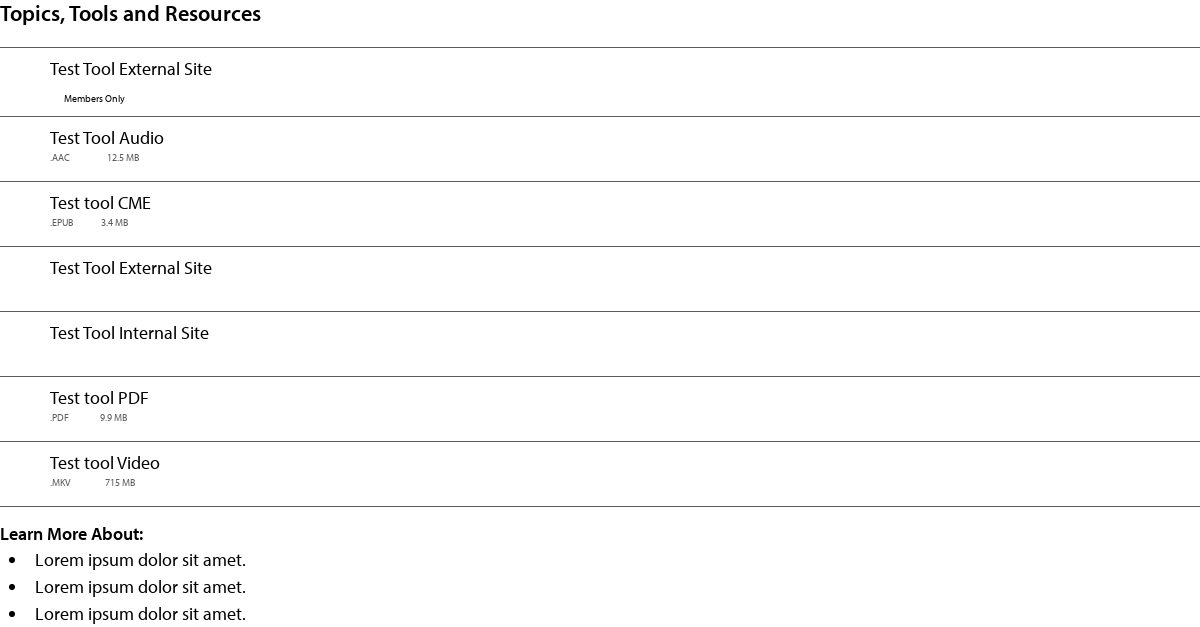 Topics, Tools and Resources
Test Tool External Site
Members Only
Test Tool Audio
.AAC 12.5 MB
Test tool CME
.EPUB 3.4 MB
Test Tool External Site
Test Tool Internal Site
Test tool PDF
.PDF 9.9 MB
Test tool Video
.MKV 715 MB
Learn More About:
• Lorem ipsum dolor sit amet.
• Lorem ipsum dolor sit amet.
• Lorem ipsum dolor sit amet.